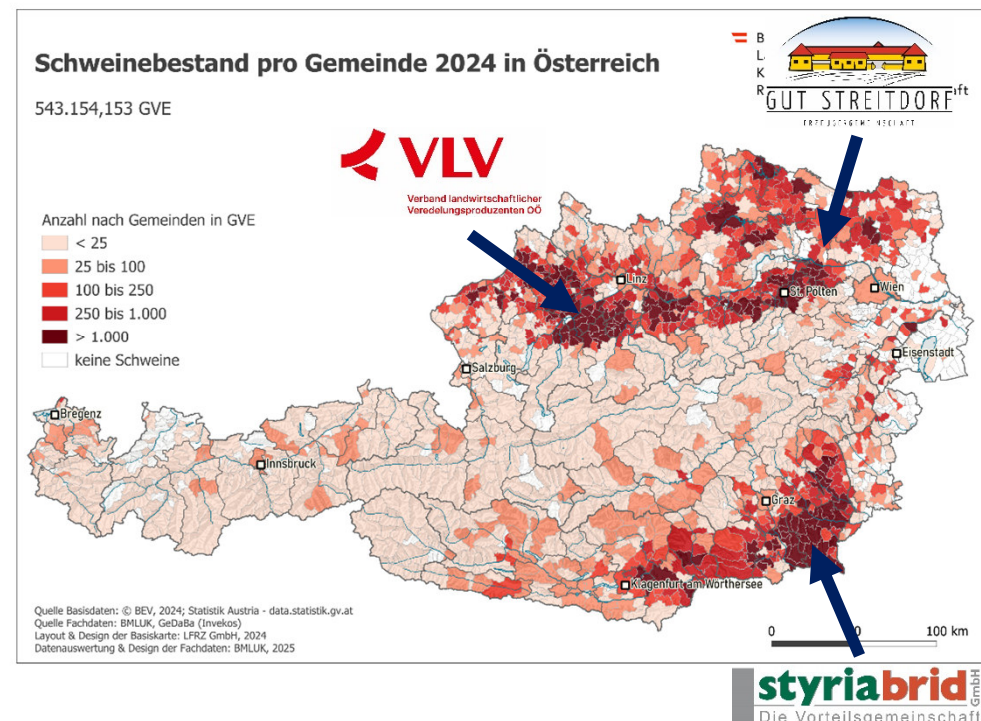 Schweinebestand pro Gemeinde 2024 in Österreich
543.154,153 GVE
B
L
K
R
aft
GUT STREITDORF
ERZEUGERGEMEINSCHAFT
VLV
Verband landwirtschaftlicher
Veredelungsproduzenten OÖ
Anzahl nach Gemeinden in GVE
< 25
25 bis 100
100 bis 250
250 bis 1.000
> 1.000
keine Schweine
Linz
St. Pölten
Wien
Eisenstadt
Salzburg
Bregenz
Innsbruck
Graz
Klagenfurt am Wörthersee
Quelle Basisdaten: © BEV, 2024; Statistik Austria - data.statistik.gv.at
Quelle Fachdaten: BMLUK, GeDaBa (Invekos)
Layout & Design der Basiskarte: LFRZ GmbH, 2024
Datenauswertung & Design der Fachdaten: BMLUK, 2025
0 100 km
styriabrid GmbH
Die Vorteilsgemeinschaft